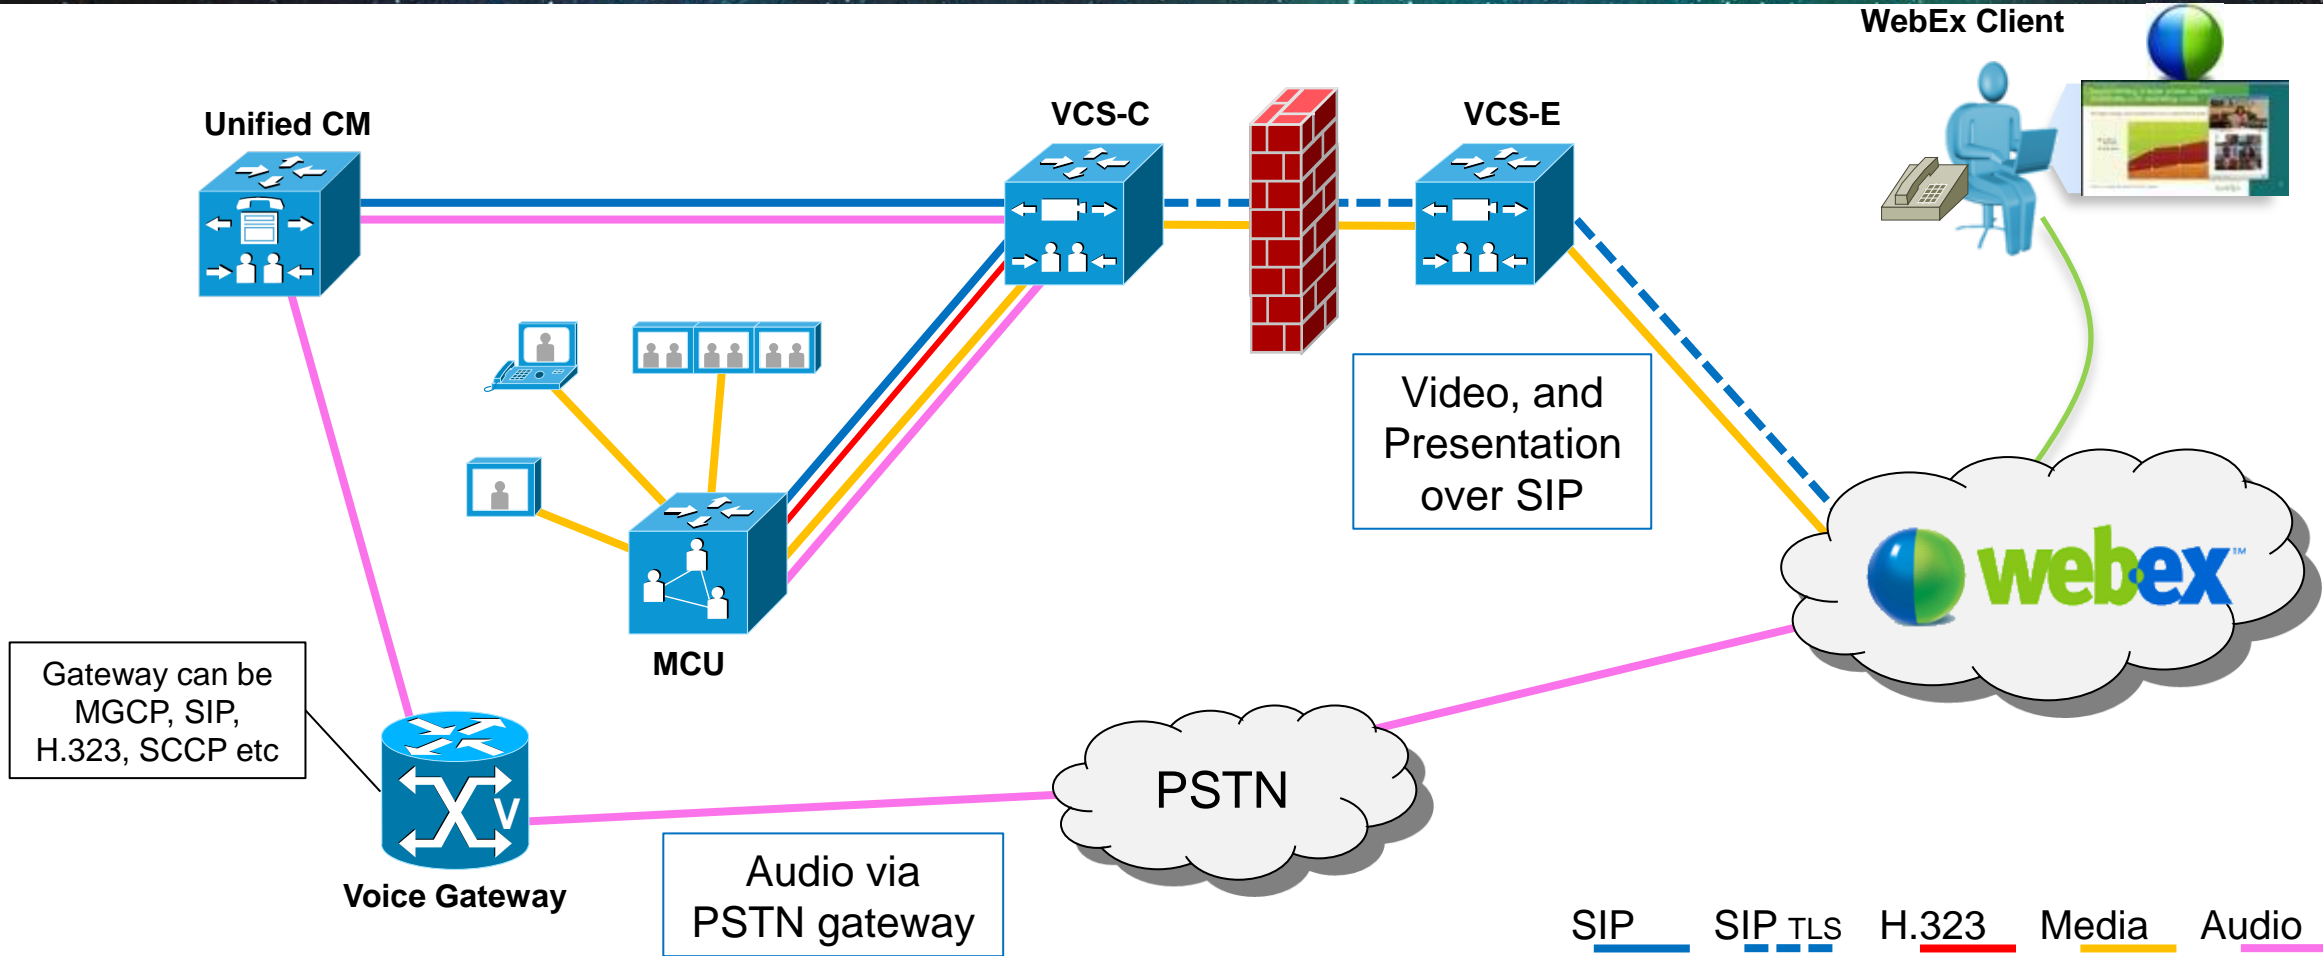 WebEx Client
Unified CM
VCS-C
VCS-E
Video, and
Presentation
over SIP
webex™
MCU
Gateway can be
MGCP, SIP,
H.323, SCCP etc
PSTN
V
Voice Gateway
Audio via
PSTN gateway
SIP SIP TLS H.323 Media Audio